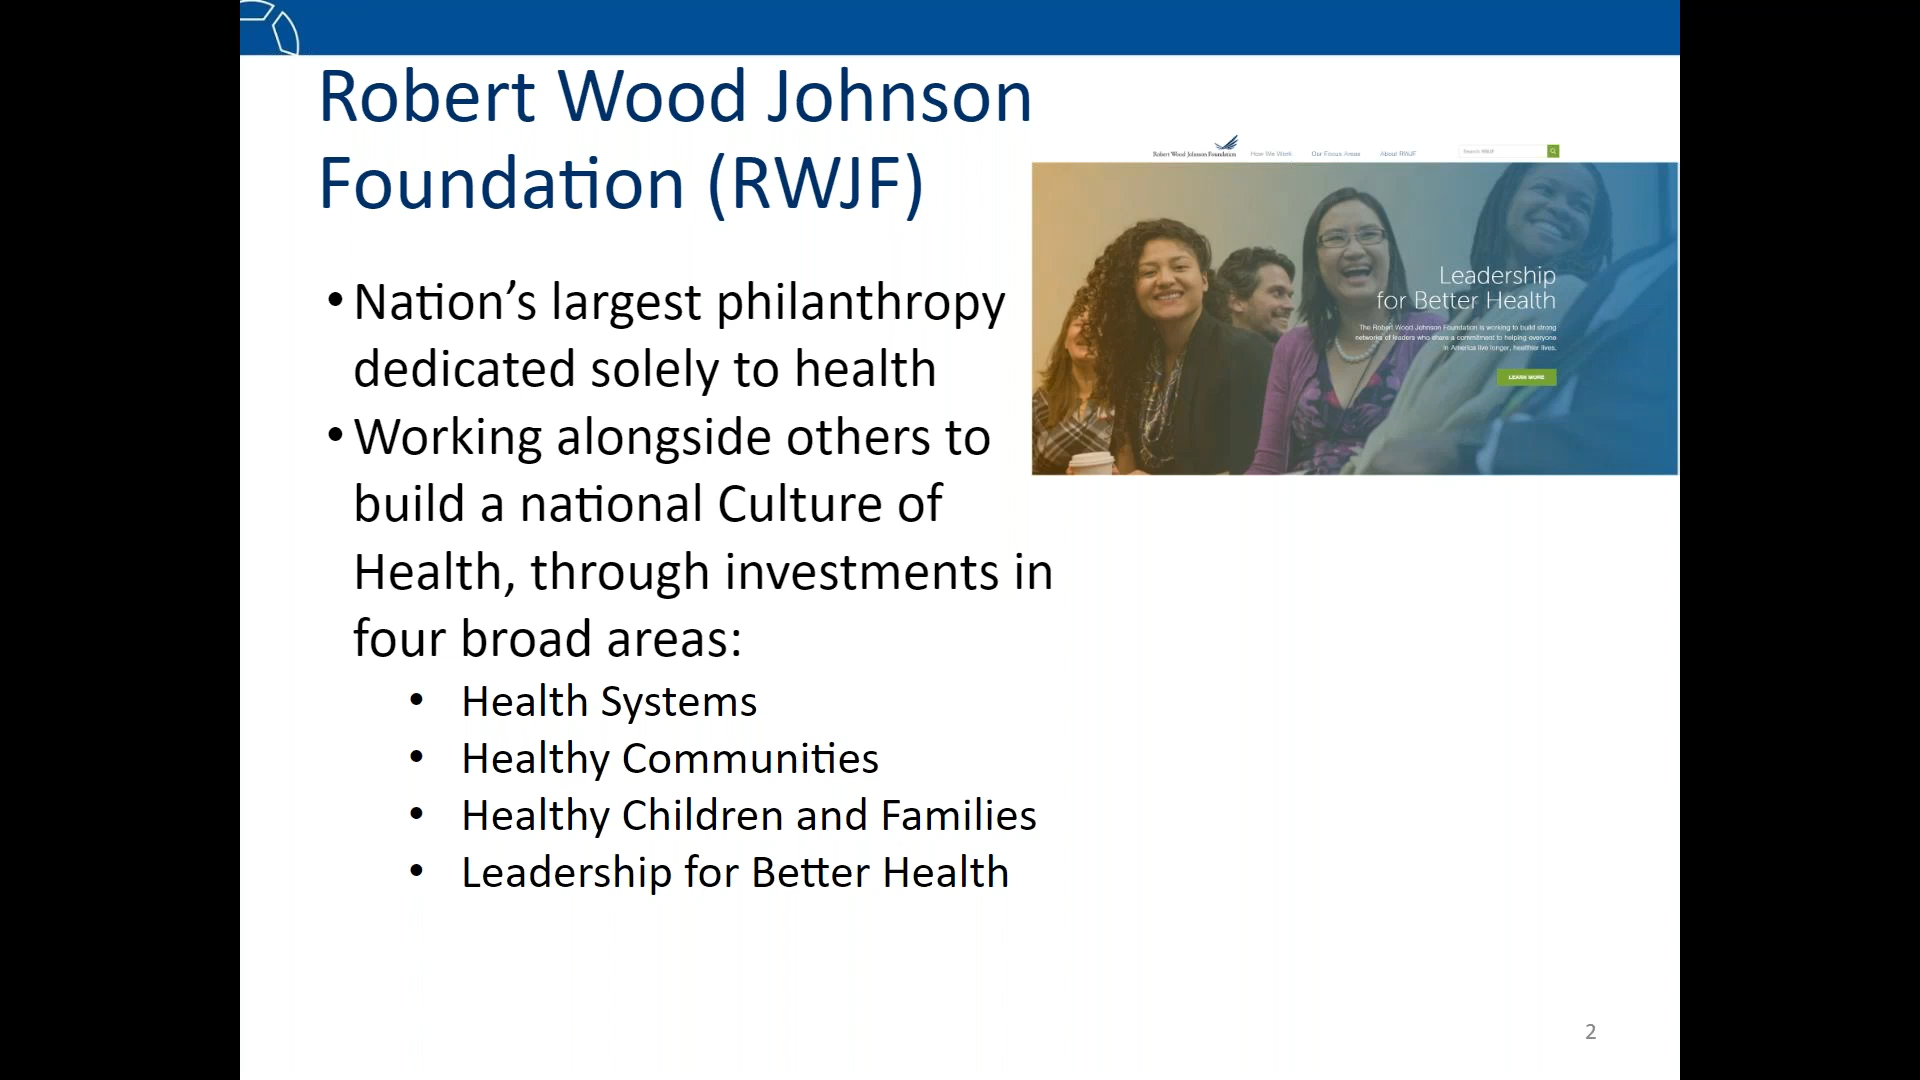 Robert Wood Johnson
Foundation (RWJF)
• Nation’s largest philanthropy
dedicated solely to health
• Working alongside others to
build a national Culture of
Health, through investments in
four broad areas:
• Health Systems
• Healthy Communities
• Healthy Children and Families
• Leadership for Better Health
Robert Wood Johnson Foundation How We Work Our Focus Areas About RWJF Search RWJF
Leadership
for Better Health
The Robert Wood Johnson Foundation is working to build strong
networks of leaders who share a commitment to helping everyone
in America live longer, healthier lives.
LEARN MORE
2